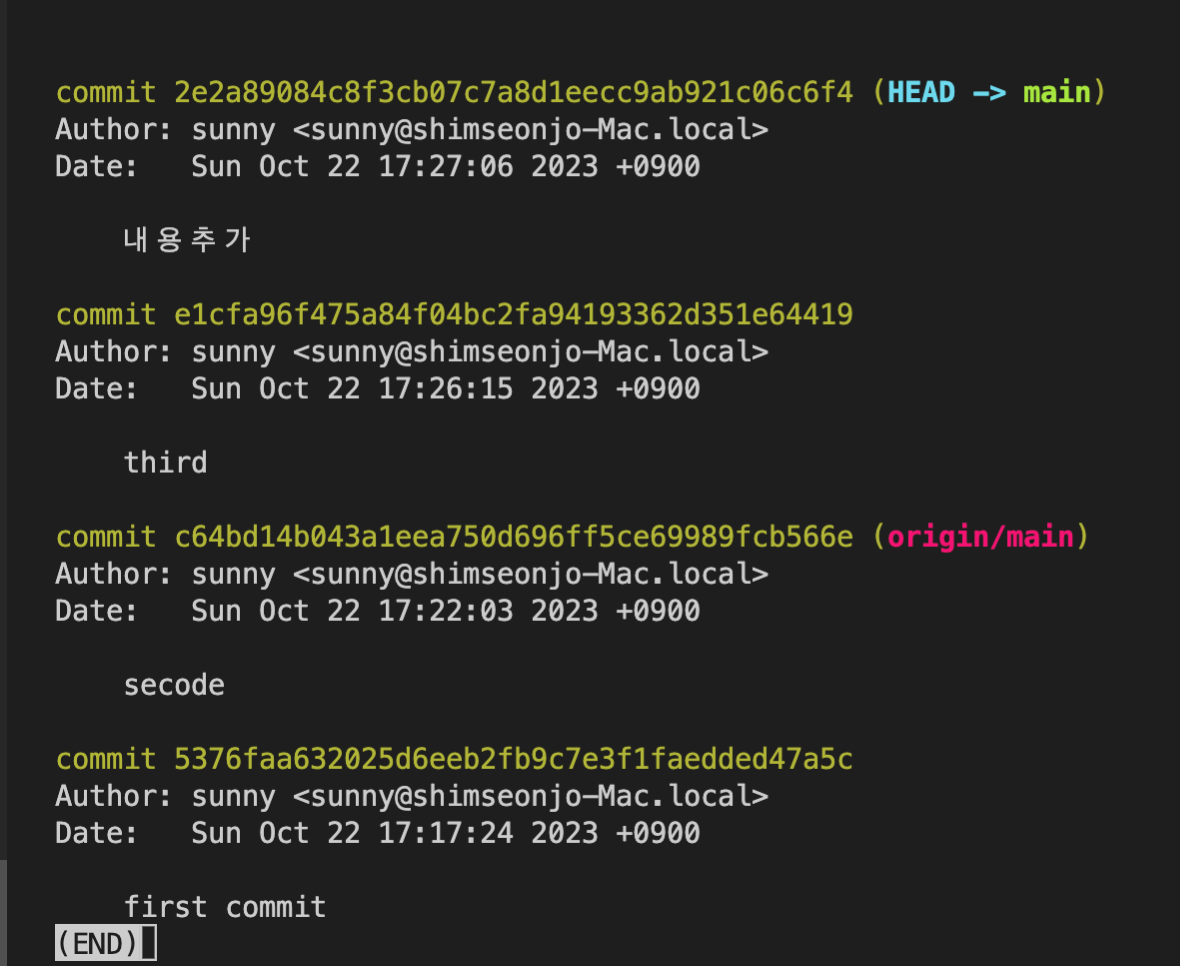 commit 2e2a89084c8f3cb07c7a8d1eecc9ab921c06c6f4 (HEAD -> main)
Author: sunny <sunny@shimseonjo-Mac.local>
Date:   Sun Oct 22 17:27:06 2023 +0900
내용추가
commit e1cfa96f475a84f04bc2fa94193362d351e64419
Author: sunny <sunny@shimseonjo-Mac.local>
Date:   Sun Oct 22 17:26:15 2023 +0900
third
commit c64bd14b043a1eea750d696ff5ce69989fcb566e (origin/main)
Author: sunny <sunny@shimseonjo-Mac.local>
Date:   Sun Oct 22 17:22:03 2023 +0900
secode
commit 5376faa632025d6eeb2fb9c7e3f1faedded47a5c
Author: sunny <sunny@shimseonjo-Mac.local>
Date:   Sun Oct 22 17:17:24 2023 +0900
first commit
(END)